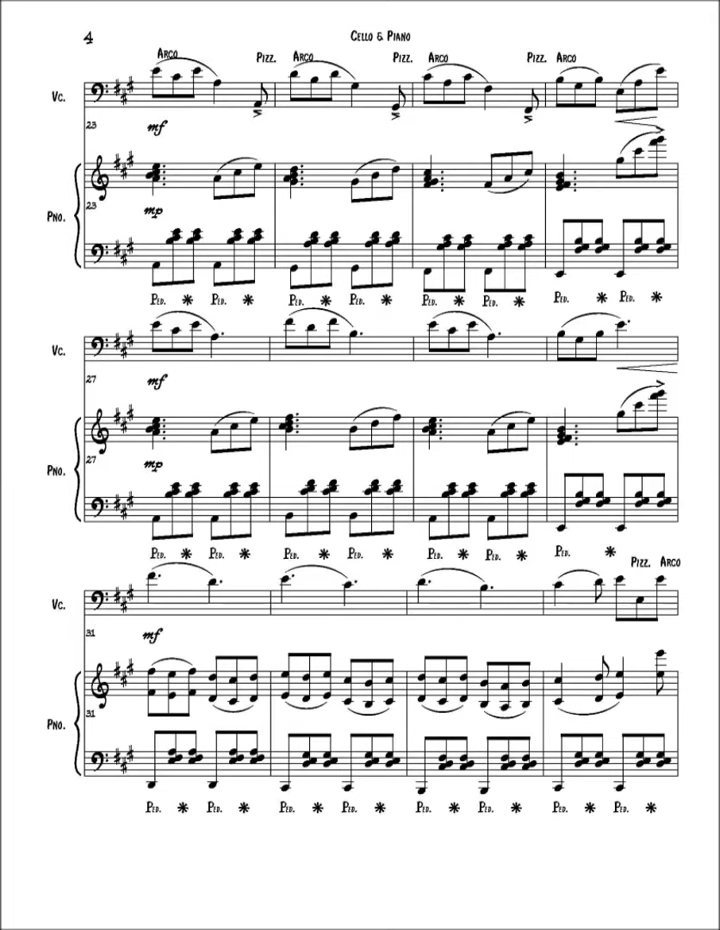 4
CELLO & PIANO
ARCO PIZZ. ARCO PIZZ. ARCO PIZZ. ARCO
VC.
23
mf
PNO.
23
mp
PED. PED. PED. PED. PED. PED. PED. PED.
VC.
27
mf
PNO.
27
mp
PED. PED. PED. PED. PED. PED. PED.
PIZZ. ARCO
VC.
31
mf
PNO.
31
PED. PED. PED. PED. PED. PED. PED. PED.